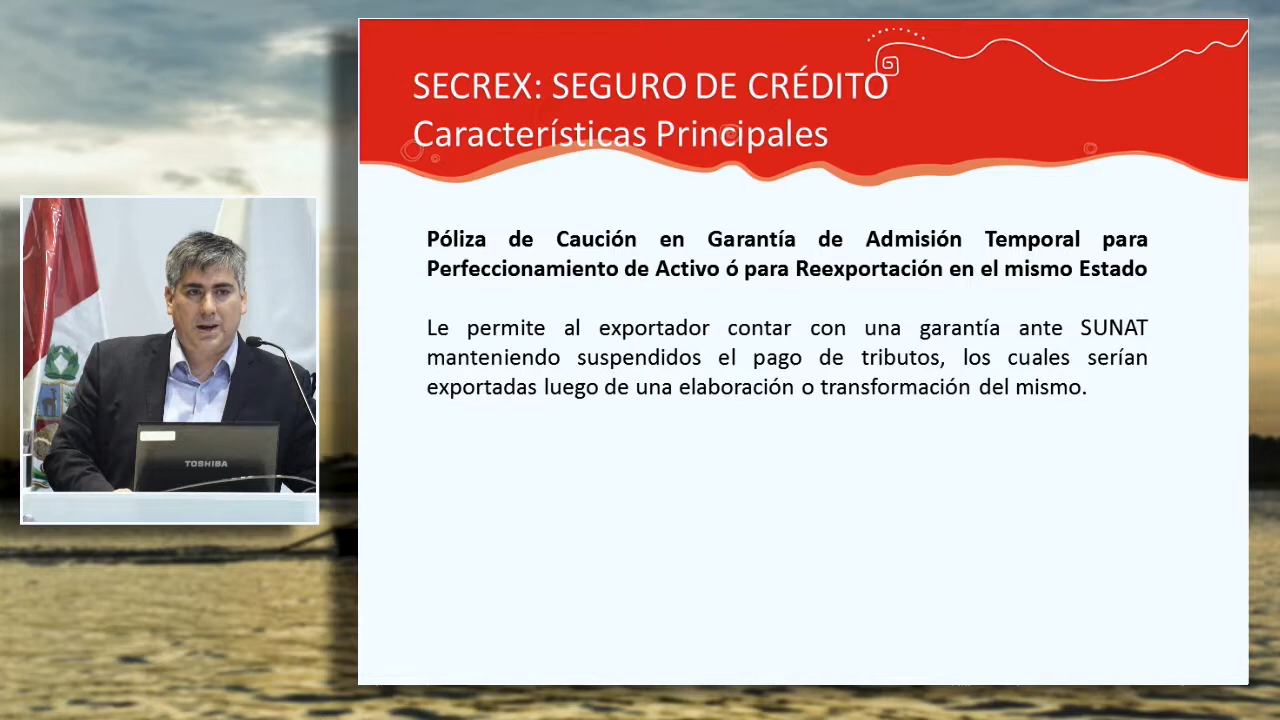 SECREX: SEGURO DE CRÉDITO
Características Principales
Póliza de Caución en Garantía de Admisión Temporal para
Perfeccionamiento de Activo ó para Reexportación en el mismo Estado
Le permite al exportador contar con una garantía ante SUNAT
manteniendo suspendidos el pago de tributos, los cuales serían
exportadas luego de una elaboración o transformación del mismo.
TOSHIBA